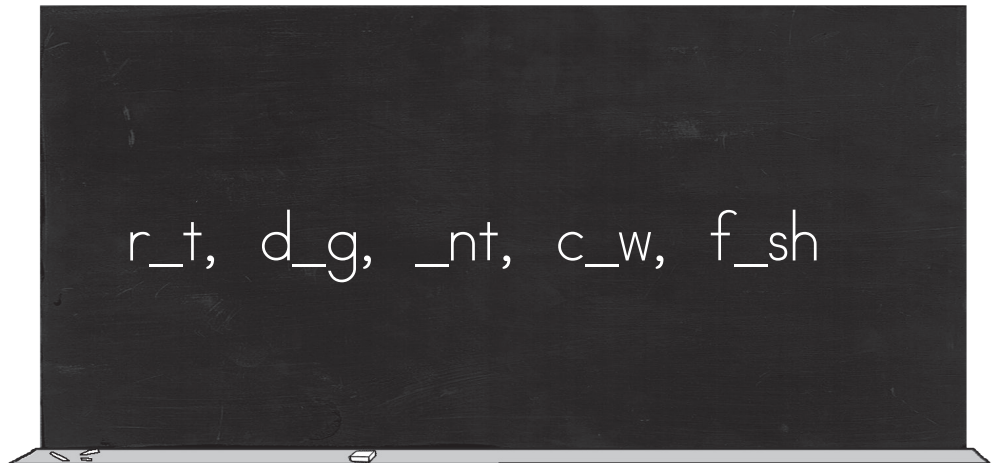 r_t, d_g, _nt, c_w, f_sh